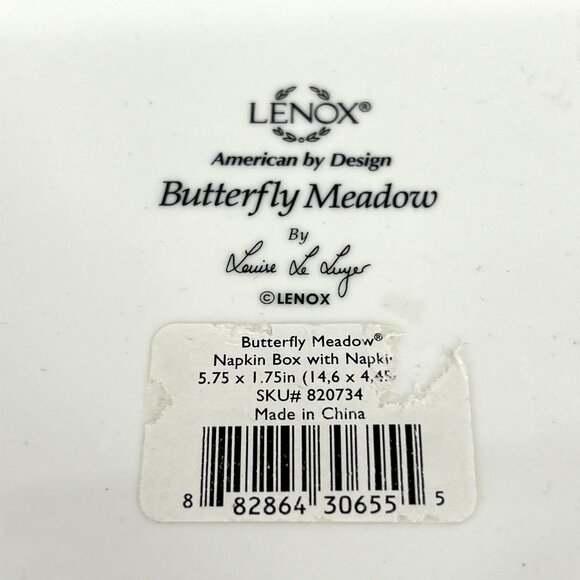 LENOX®
American by Design
Butterfly Meadow
By
Louise Le Luyer
©LENOX
Butterfly Meadow®
Napkin Box with
5.75 x 1.75in (14,6 x
SKU# 820734
Made in China
8 82864 30655 5